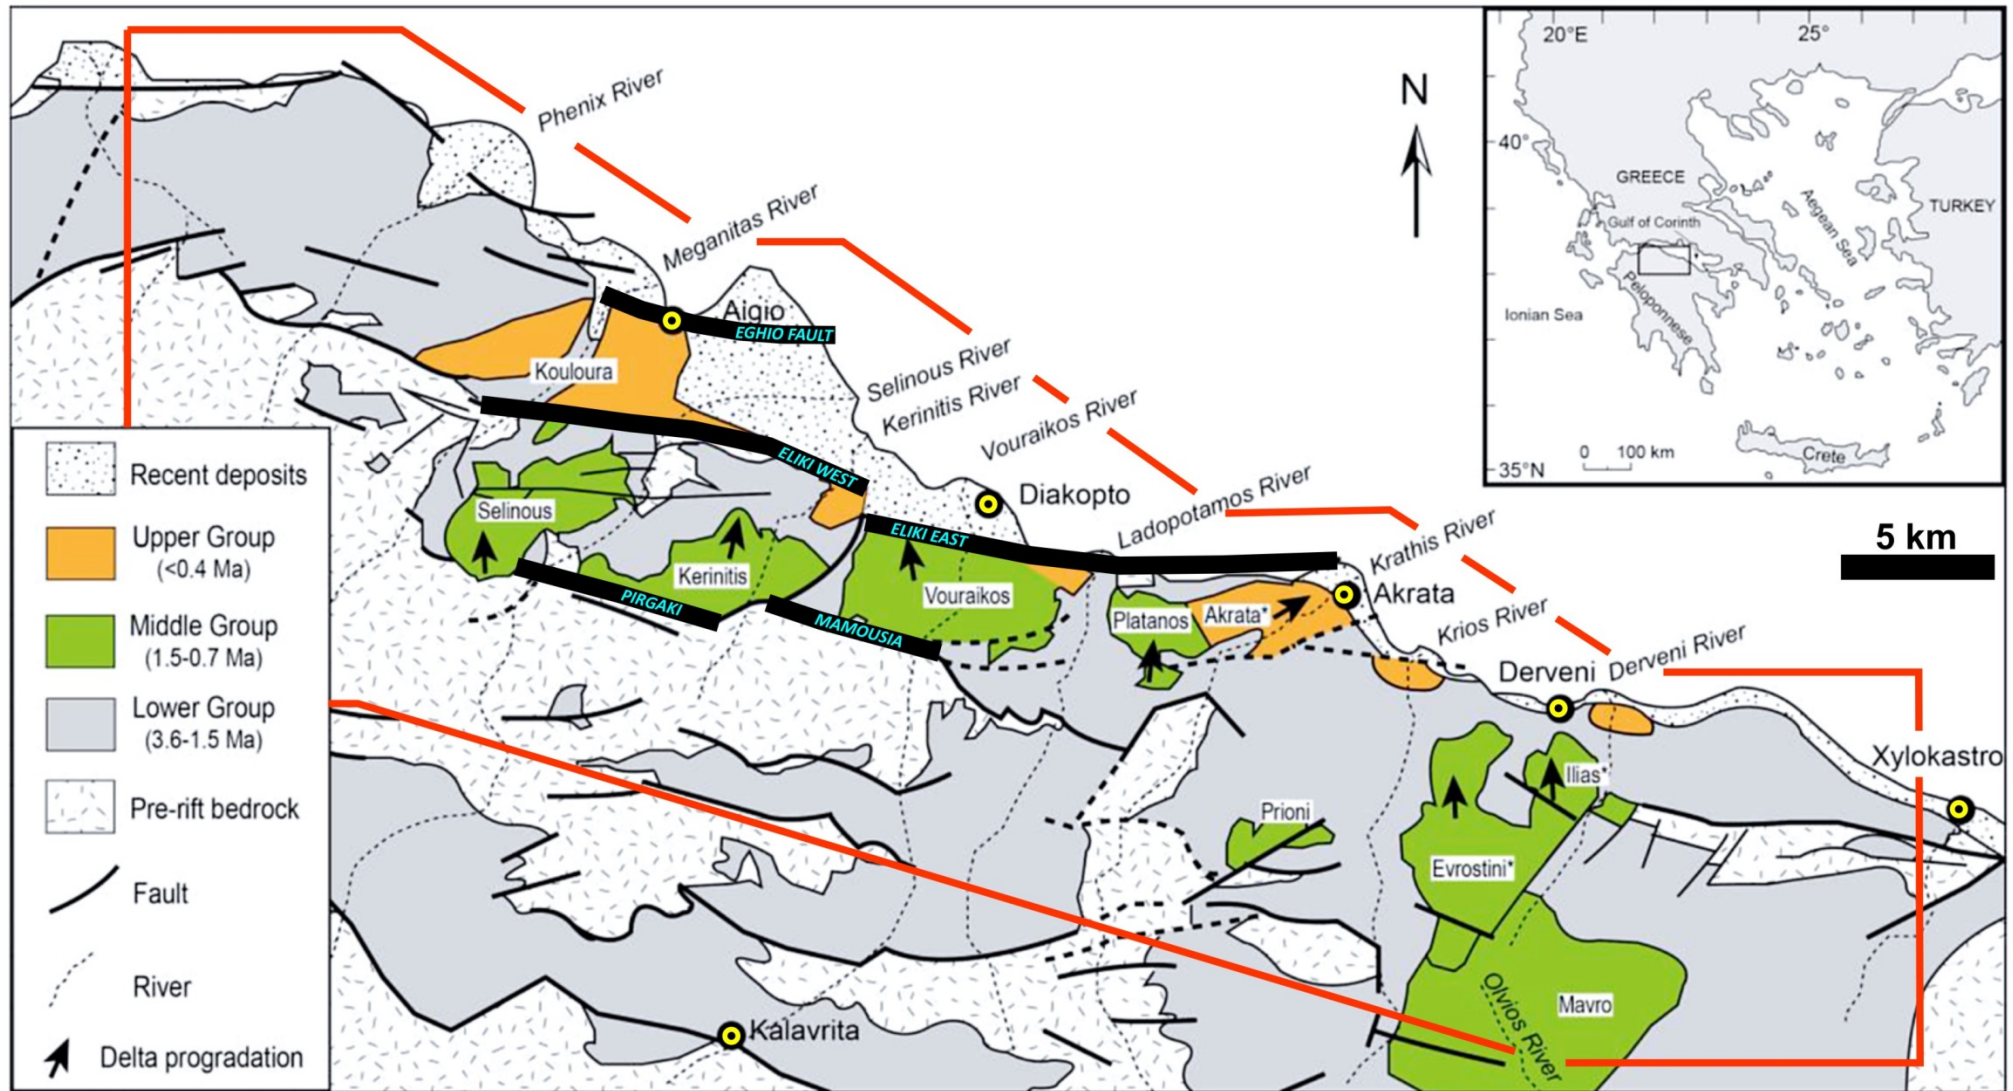 Phenix River
Meganitas River
Aigio
EGHIO FAULT
Kouloura
Selinous River
Kerinitis River
Vouraikos River
ELIKI WEST
Diakopto
Ladopotamos River
Selinous
ELIKI EAST
Krathis River
Kerinitis
PIRGAKI
Vouraikos
MAMOUSIA
Platanos
Akrata*
Akrata
Krios River
Derveni
Derveni River
Xylokastro
Ilias*
Prioni
Evrostini*
Mavro
Olvios River
Kalavrita
N
5 km
20°E
25°
40°
35°N
GREECE
TURKEY
Gulf of Corinth
Aegean Sea
Ionian Sea
Peloponnese
Crete
0 100 km
Recent deposits
Upper Group
(<0.4 Ma)
Middle Group
(1.5-0.7 Ma)
Lower Group
(3.6-1.5 Ma)
Pre-rift bedrock
Fault
River
Delta progradation